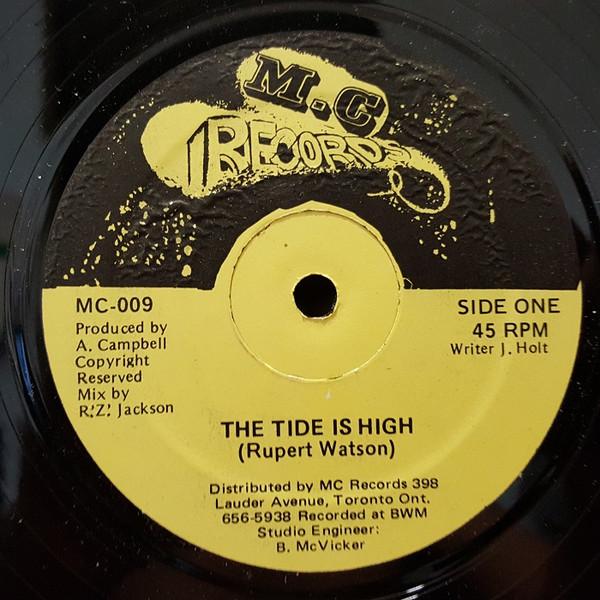 M.C
RECORDS
MC-009
Produced by
A. Campbell
Copyright
Reserved
Mix by
R.'Z.' Jackson
SIDE ONE
45 RPM
Writer J. Holt
THE TIDE IS HIGH
(Rupert Watson)
Distributed by MC Records 398
Lauder Avenue, Toronto Ont.
656-5938 Recorded at BWM
Studio Engineer:
B. McVicker